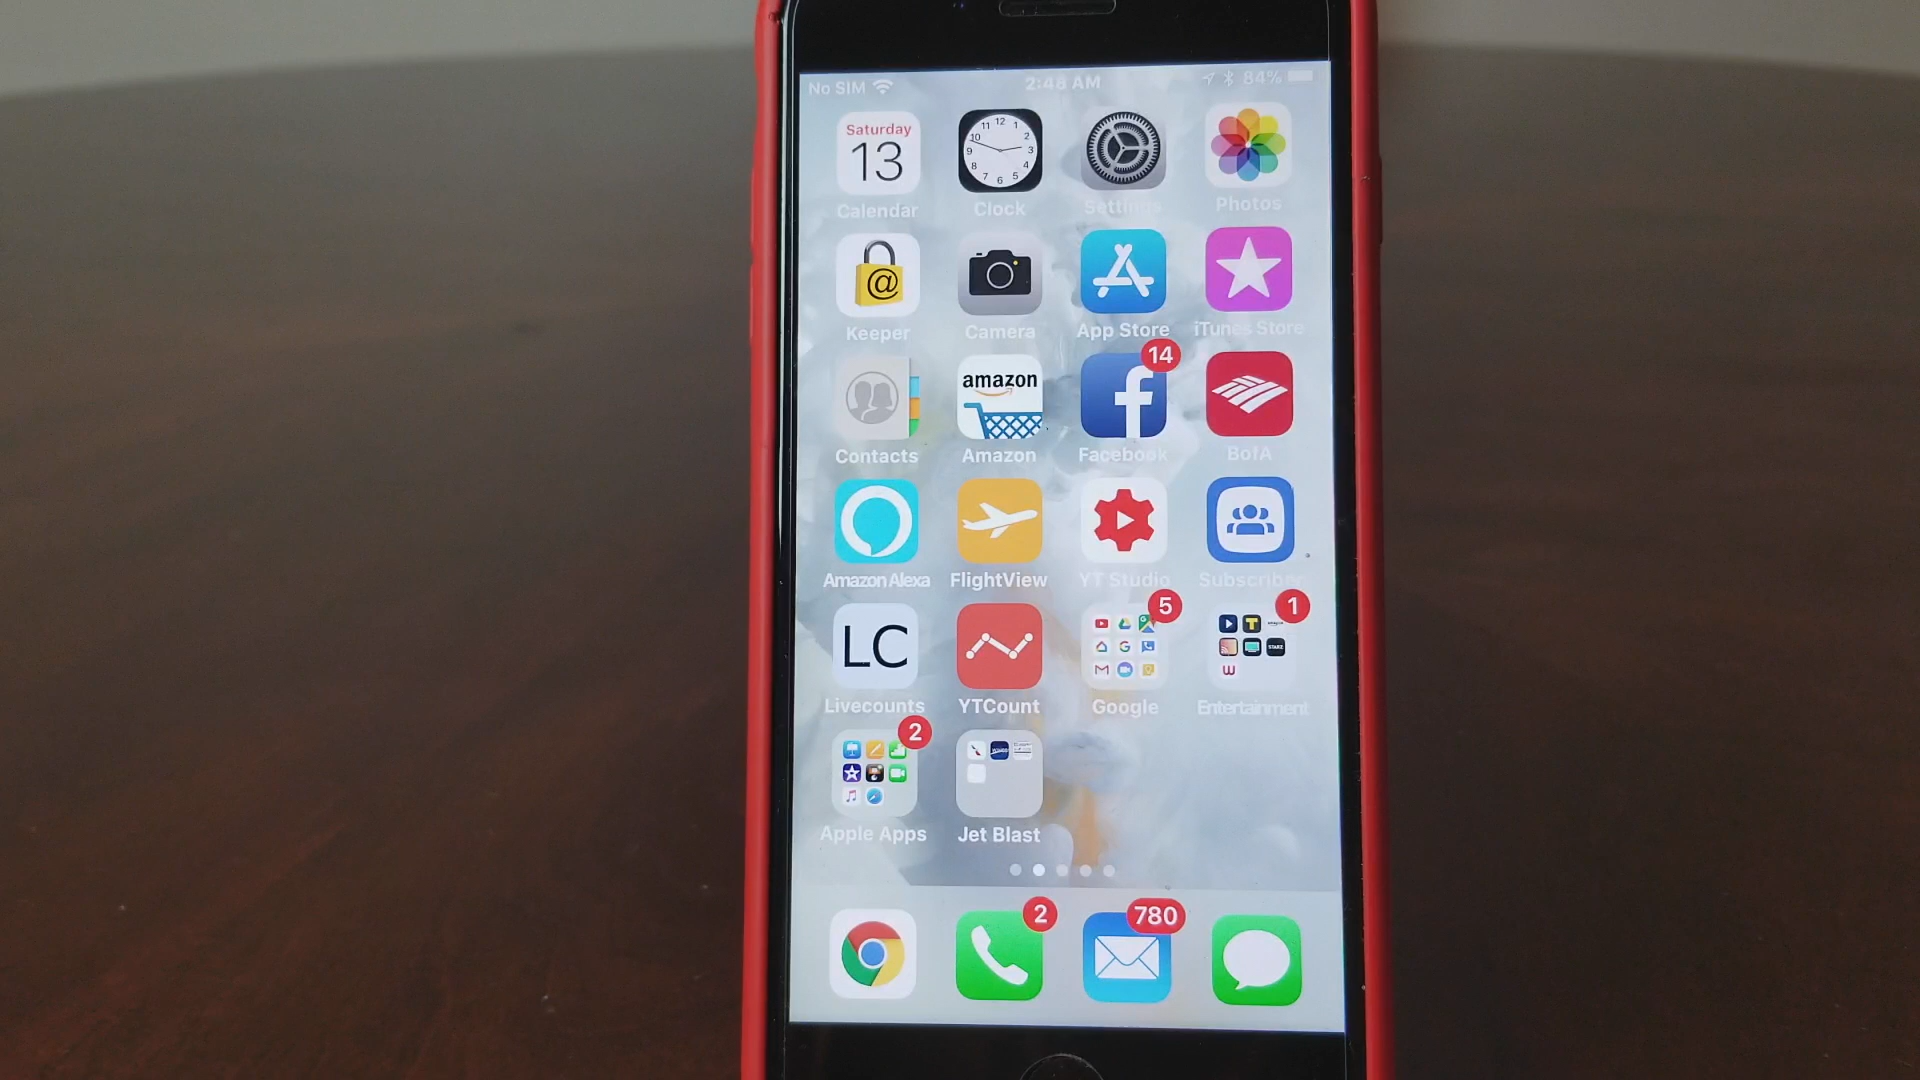 No SIM 2:48 AM 84%
Saturday
13
Calendar Clock Settings Photos
Keeper Camera App Store iTunes Store
amazon 14
Contacts Amazon Facebook BofA
Amazon Alexa FlightView YT Studio Subscriber
LC 5 1
Livecounts YTCount Google Entertainment
2
Apple Apps Jet Blast
2 780